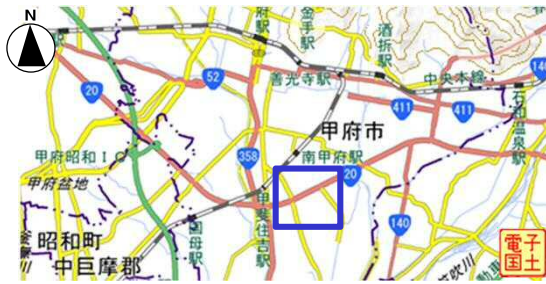 N
府駅
金手駅
酒折駅
52
善光寺駅
中央本線
140
20
411
411
石和温泉駅
甲府市
甲府昭和IC
358
南甲府駅
甲府盆地
20
甲斐住吉駅
国母駅
140
昭和町
中巨摩郡
電子
国土
吹川